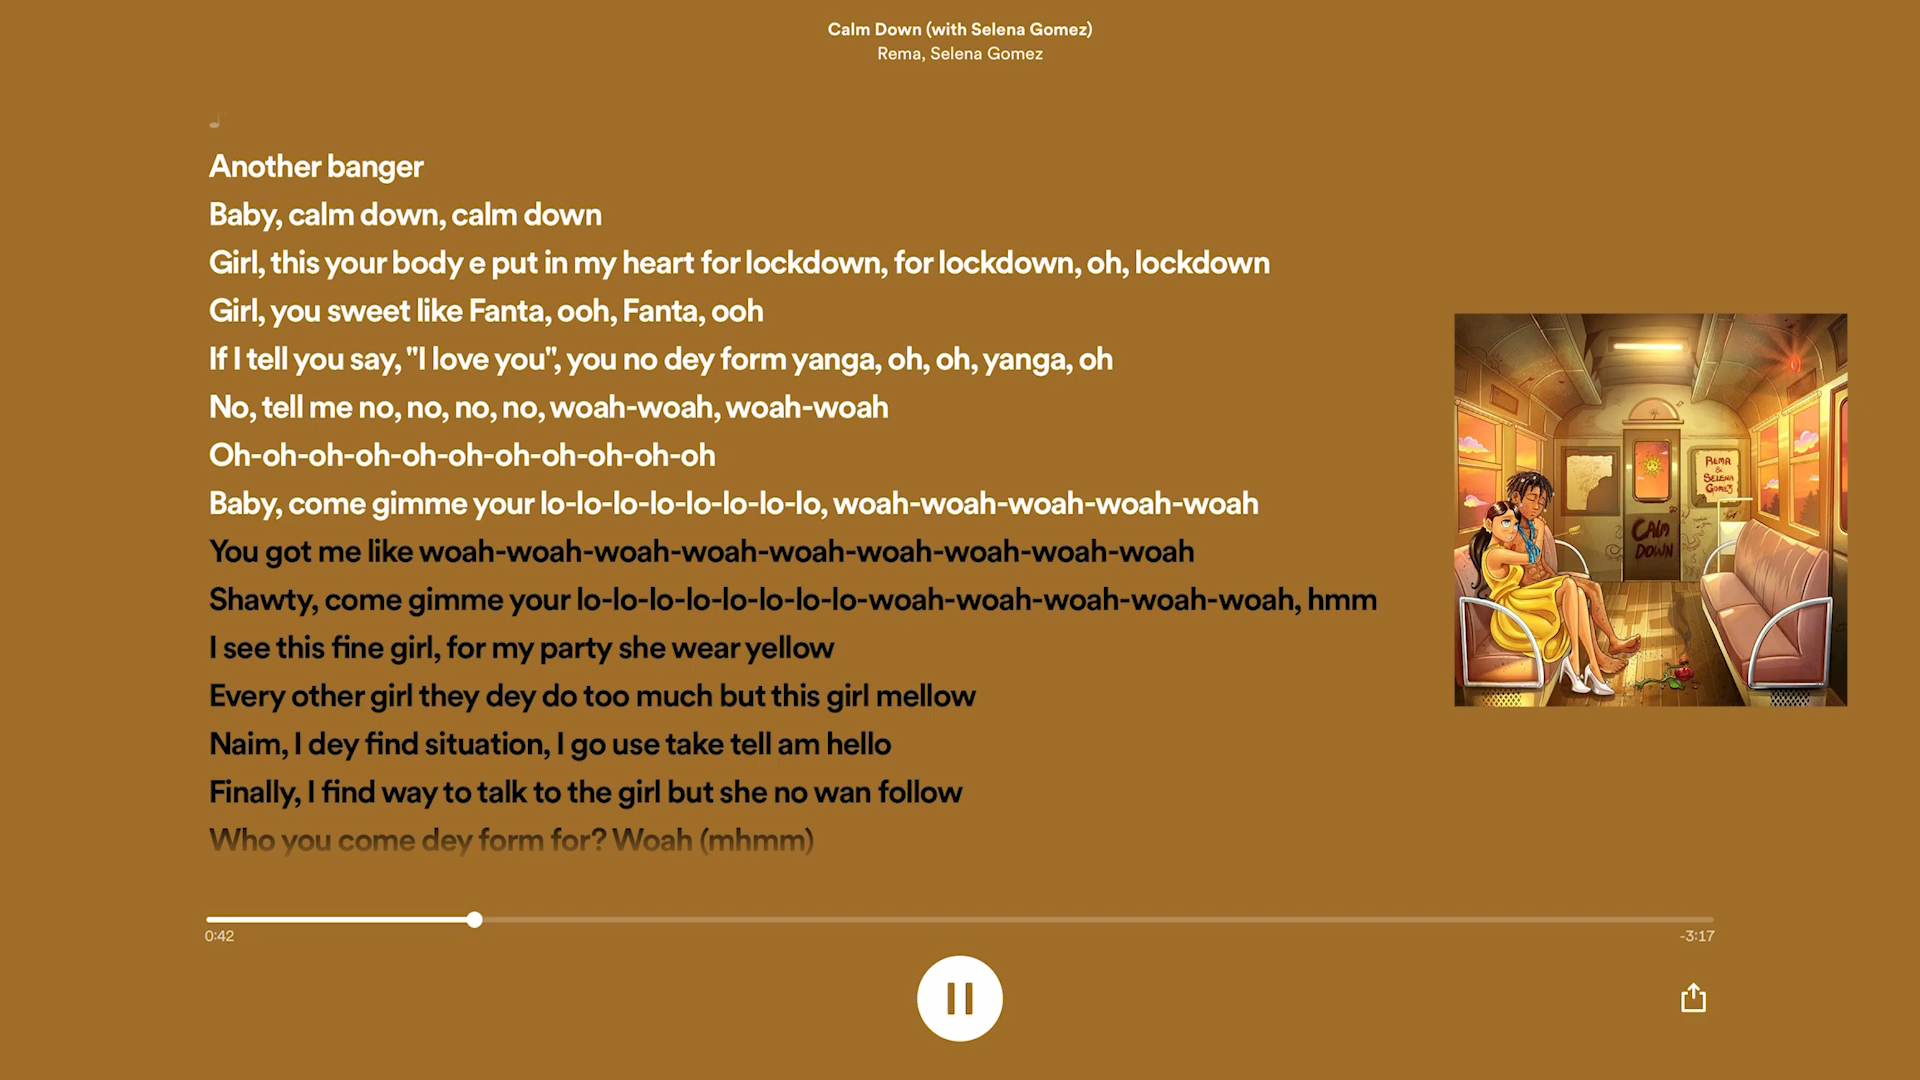 Calm Down (with Selena Gomez)
Rema, Selena Gomez
Another banger
Baby, calm down, calm down
Girl, this your body e put in my heart for lockdown, for lockdown, oh, lockdown
Girl, you sweet like Fanta, ooh, Fanta, ooh
If I tell you say, "I love you", you no dey form yanga, oh, oh, yanga, oh
No, tell me no, no, no, no, woah-woah, woah-woah
Oh-oh-oh-oh-oh-oh-oh-oh-oh-oh-oh
Baby, come gimme your lo-lo-lo-lo-lo-lo-lo-lo, woah-woah-woah-woah-woah
You got me like woah-woah-woah-woah-woah-woah-woah-woah-woah
Shawty, come gimme your lo-lo-lo-lo-lo-lo-lo-lo-woah-woah-woah-woah-woah, hmm
I see this fine girl, for my party she wear yellow
Every other girl they dey do too much but this girl mellow
Naim, I dey find situation, I go use take tell am hello
Finally, I find way to talk to the girl but she no wan follow
Who you come dey form for? Woah (mhmm)
REMA
&
SELENA
GOMEZ
CALM
DOWN
0:42
-3:17